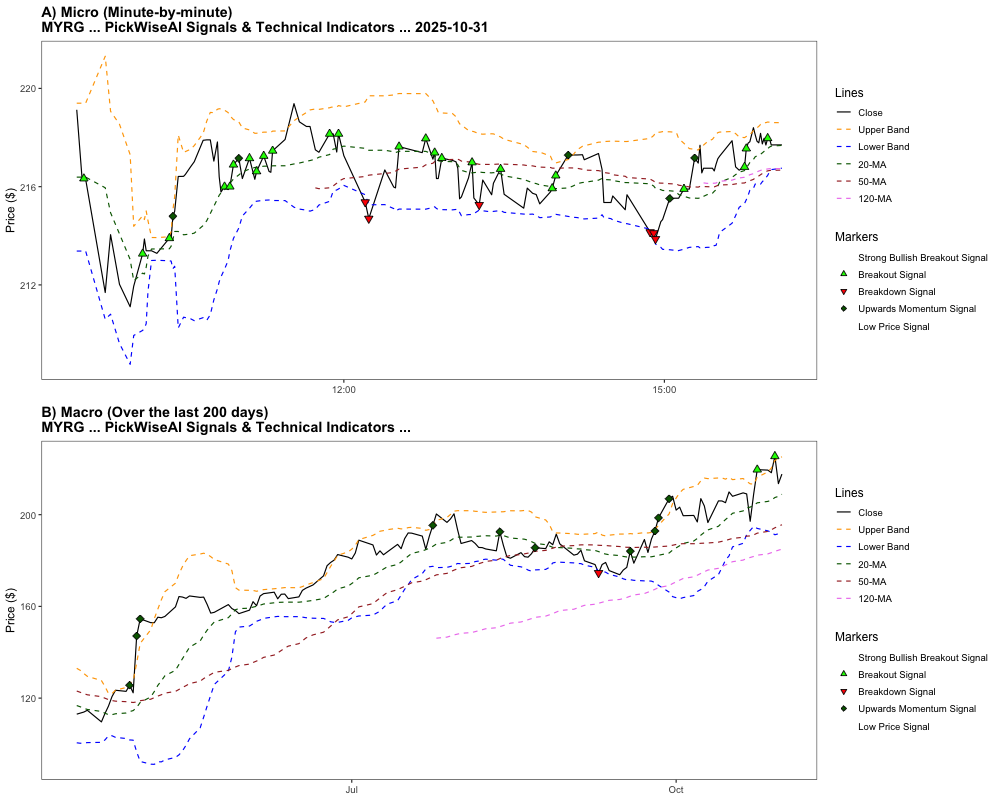 A) Micro (Minute-by-minute)
MYRG ... PickWiseAI Signals & Technical Indicators ... 2025-10-31
Price ($)
220
216
212
12:00
15:00
Lines
Close
Upper Band
Lower Band
20-MA
50-MA
120-MA
Markers
Strong Bullish Breakout Signal
Breakout Signal
Breakdown Signal
Upwards Momentum Signal
Low Price Signal
B) Macro (Over the last 200 days)
MYRG ... PickWiseAI Signals & Technical Indicators ...
Price ($)
200
160
120
Jul
Oct
Lines
Close
Upper Band
Lower Band
20-MA
50-MA
120-MA
Markers
Strong Bullish Breakout Signal
Breakout Signal
Breakdown Signal
Upwards Momentum Signal
Low Price Signal